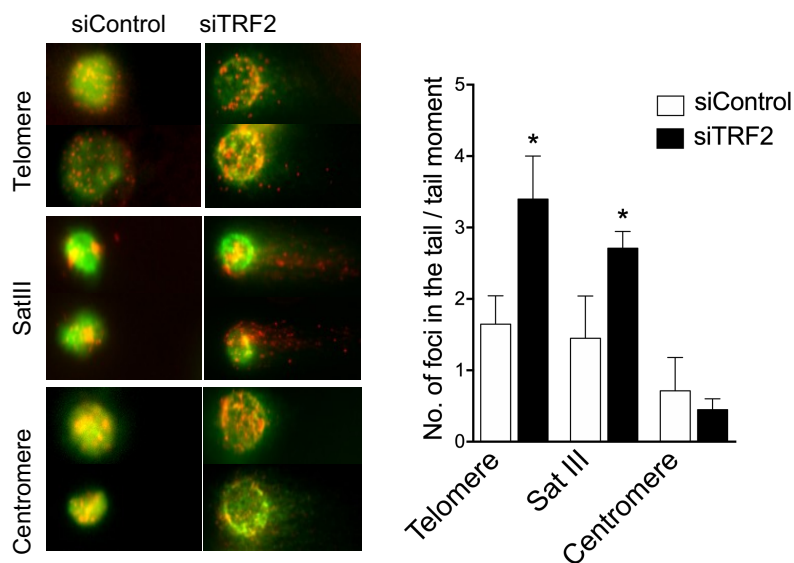 siControl siTRF2
Telomere
SatIII
Centromere
No. of foci in the tail / tail moment
5
4
3
2
1
0
*
*
siControl
siTRF2
Telomere
Sat III
Centromere